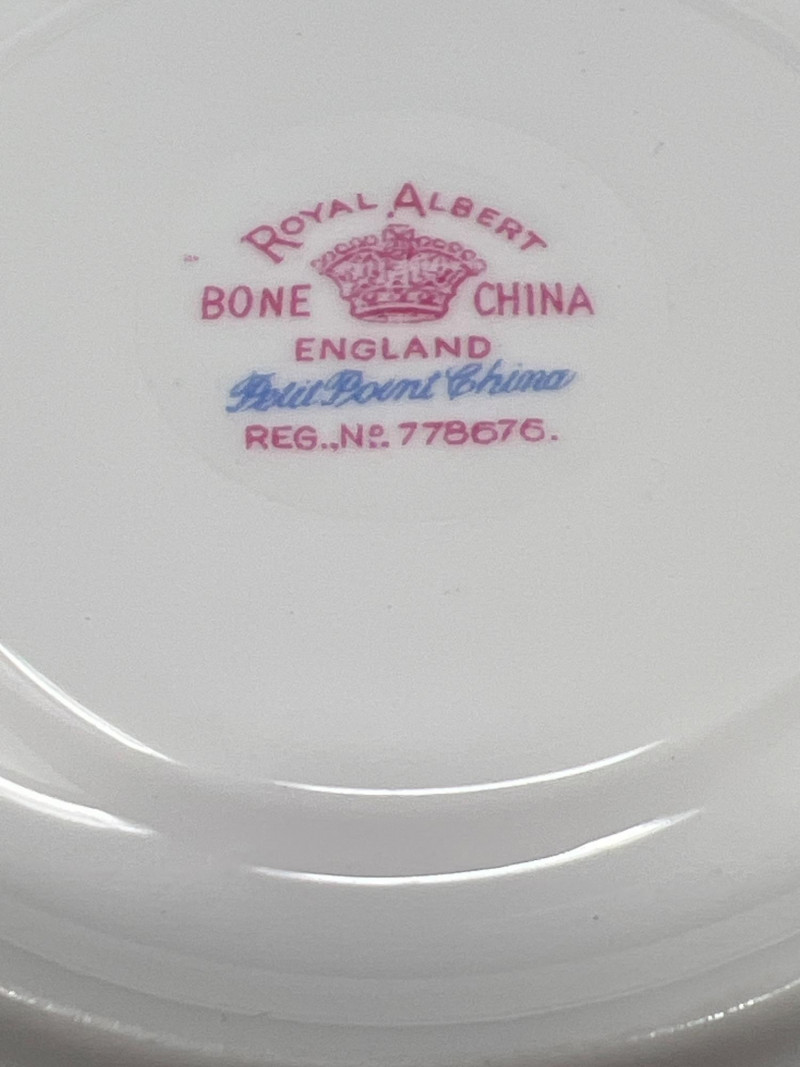 ROYAL ALBERT
BONE CHINA
ENGLAND
Petit Point China
REG., Nº. 778676.